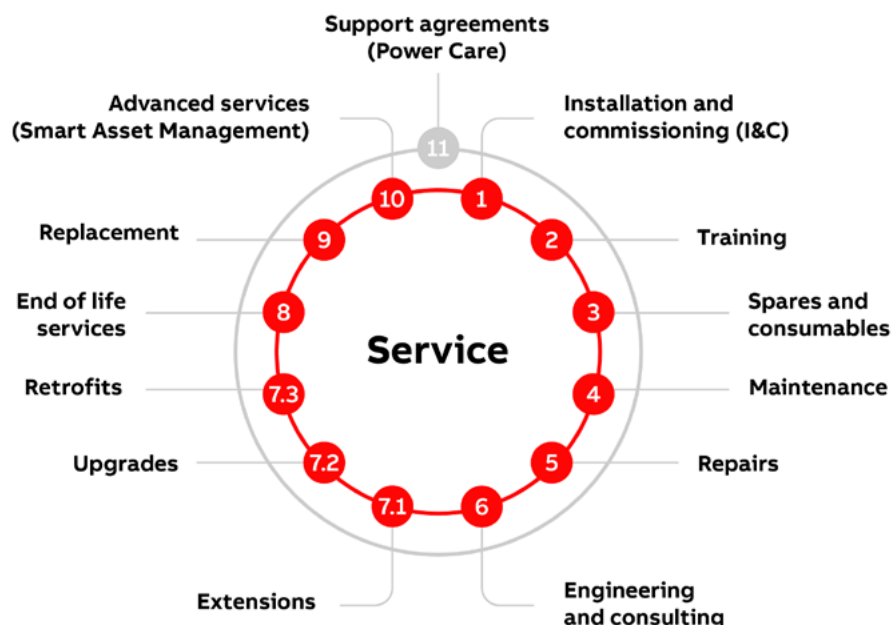 Support agreements
(Power Care)
Advanced services
(Smart Asset Management)
Installation and
commissioning (I&C)
11
10
1
Replacement
9
2
Training
End of life
services
8
3
Spares and
consumables
Service
Retrofits
7.3
4
Maintenance
Upgrades
7.2
5
Repairs
7.1
6
Extensions
Engineering
and consulting